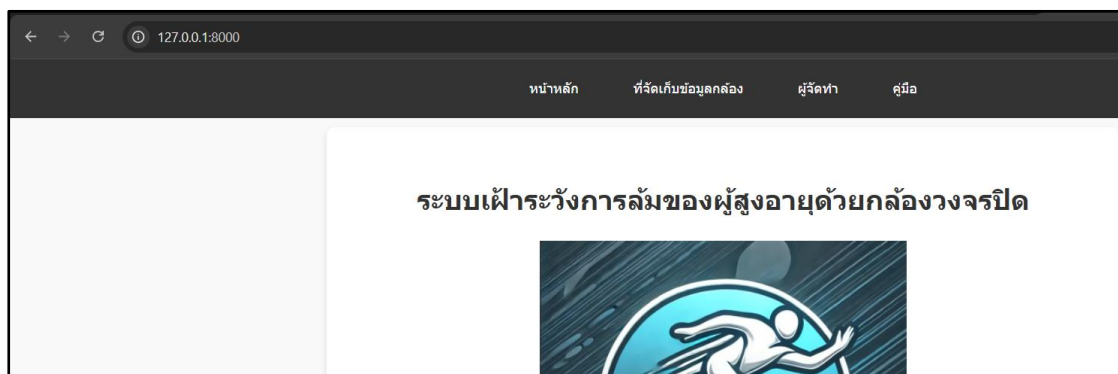 127.0.0.1:8000
หน้าหลัก ที่จัดเก็บข้อมูลกล้อง ผู้จัดทำ คู่มือ
ระบบเฝ้าระวังการล้มของผู้สูงอายุด้วยกล้องวงจรปิด